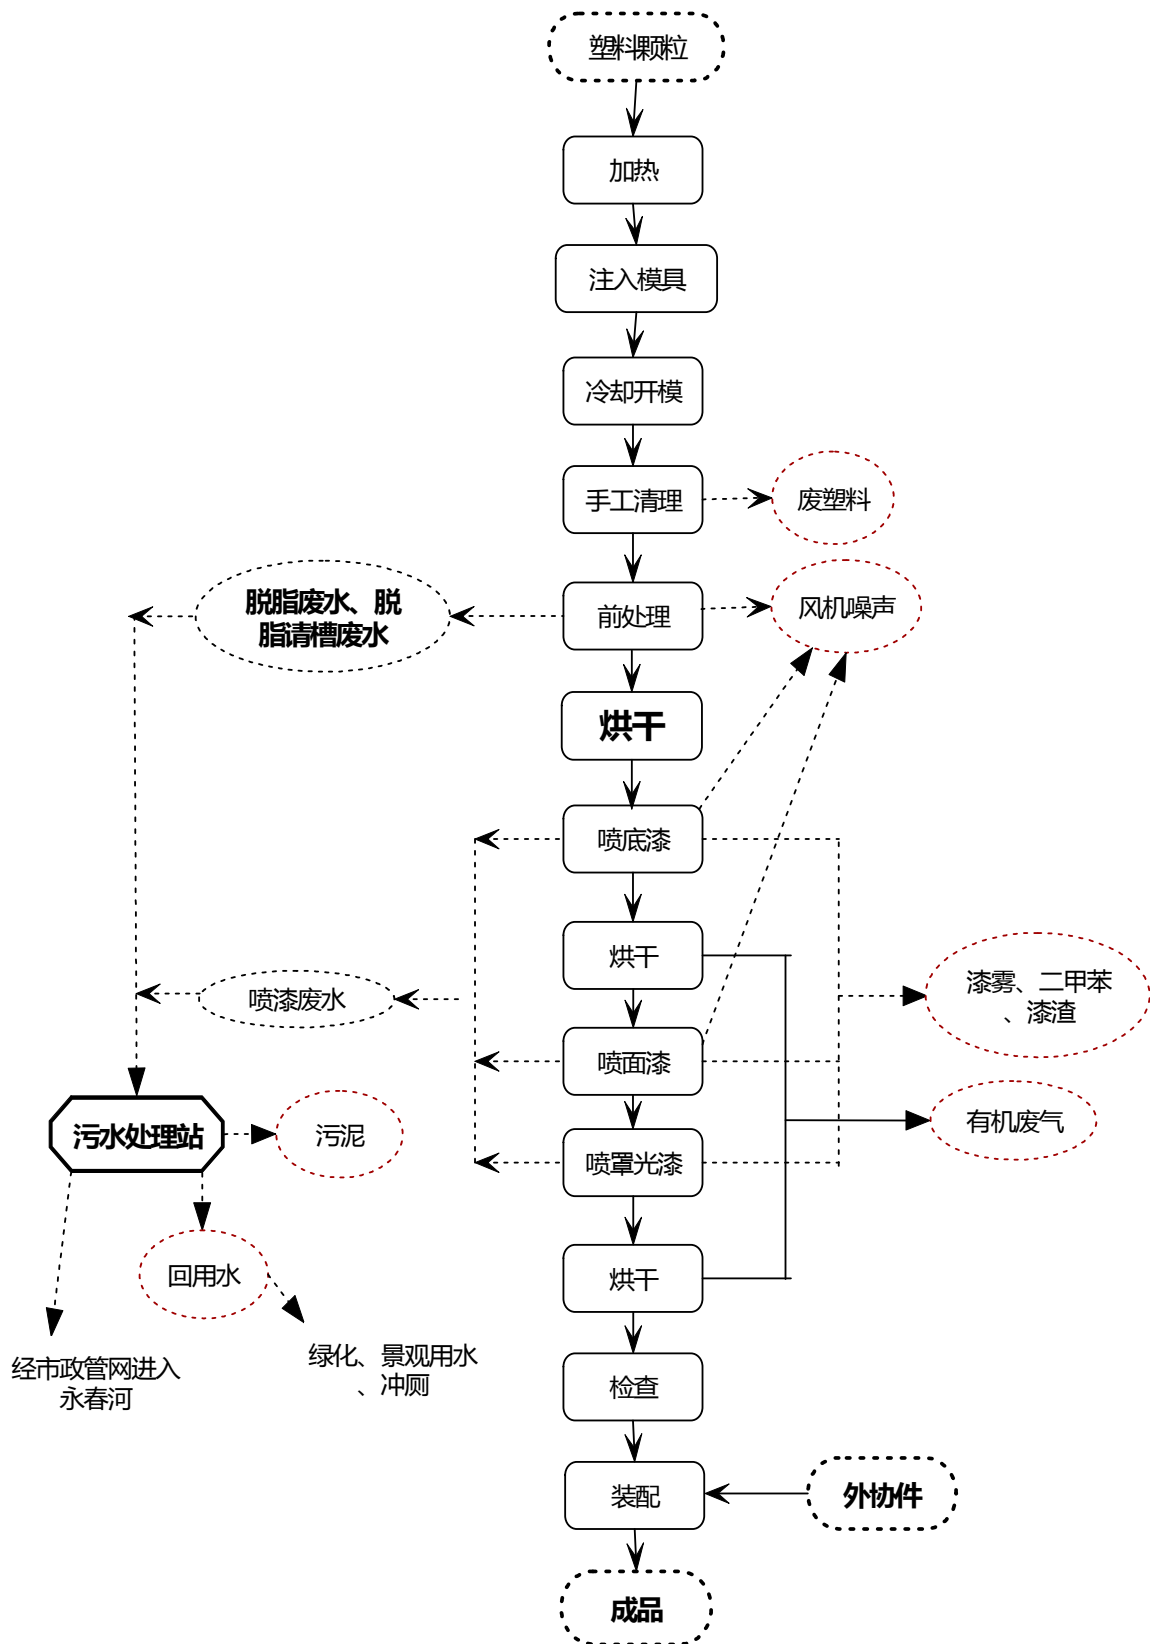 塑料颗粒
加热
注入模具
冷却开模
手工清理
废塑料
脱脂废水、脱
脂请槽废水
前处理
风机噪声
烘干
喷底漆
烘干
喷漆废水
漆雾、二甲苯
、漆渣
喷面漆
污水处理站
污泥
有机废气
喷罩光漆
回用水
烘干
经市政管网进入
永春河
绿化、景观用水
、冲厕
检查
装配
外协件
成品